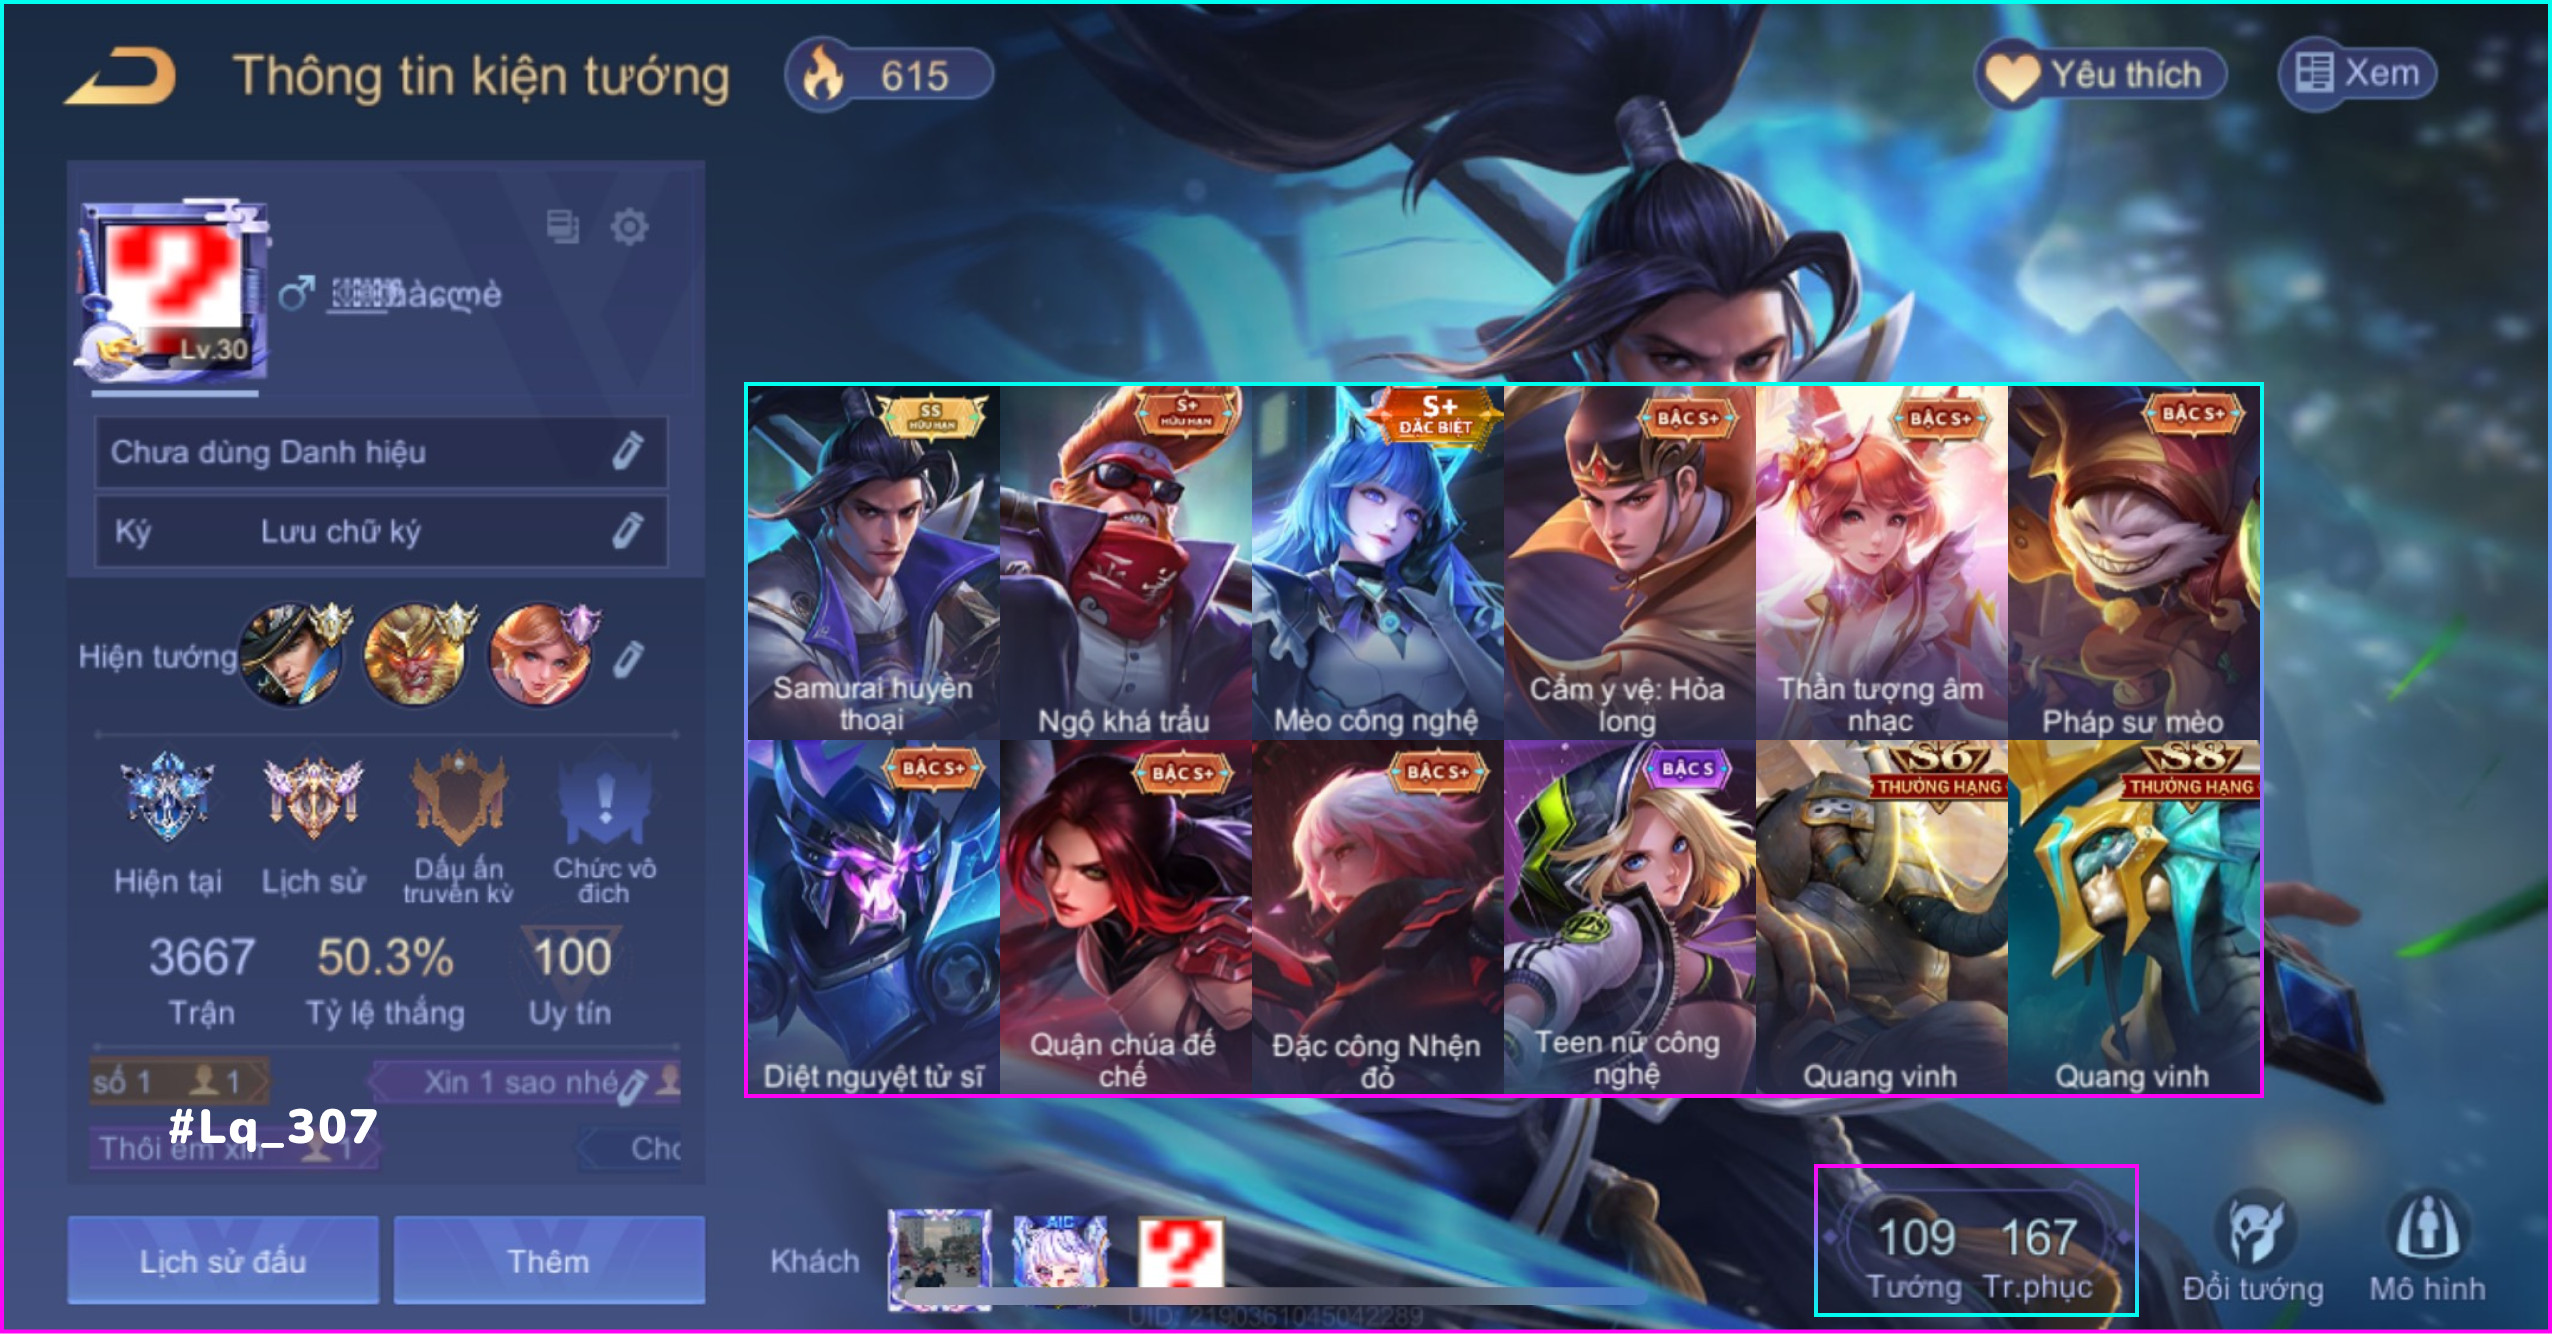 Thông tin kiện tướng
615
Yêu thích
Xem
Lv.30
Chưa dùng Danh hiệu
Ký
Lưu chữ ký
Hiện tướng
Hiện tại
Lịch sử
Dấu ấn
truyền kỳ
Chức vô
địch
3667
50.3%
100
Trận
Tỷ lệ thắng
Uy tín
số 1
1
Xin 1 sao nhé
#Lq_307
Thôi em xin
1
Chơ
Lịch sử đấu
Thêm
SS
HỮU HẠN
Samurai huyền
thoại
S+
HỮU HẠN
Ngộ khá trẩu
S+
ĐẶC BIỆT
Mèo công nghệ
BẬC S+
Cẩm y vệ: Hỏa
long
BẬC S+
Thần tượng âm
nhạc
BẬC S+
Pháp sư mèo
BẬC S+
Diệt nguyệt tử sĩ
BẬC S+
Quận chúa đế
chế
BẬC S+
Đặc công Nhện
đỏ
BẬC S
Teen nữ công
nghệ
S6
THƯỞNG HẠNG
Quang vinh
S8
THƯỞNG HẠNG
Quang vinh
Khách
AIC
UID: 2190361045042289
109
167
Tướng
Tr.phục
Đổi tướng
Mô hình